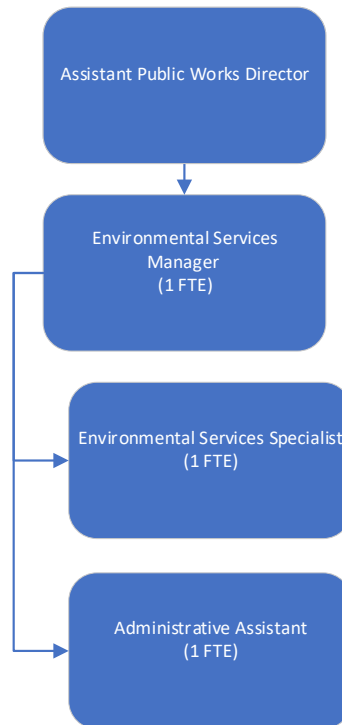 Assistant Public Works Director
Environmental Services
Manager
(1 FTE)
Environmental Services Specialist
(1 FTE)
Administrative Assistant
(1 FTE)